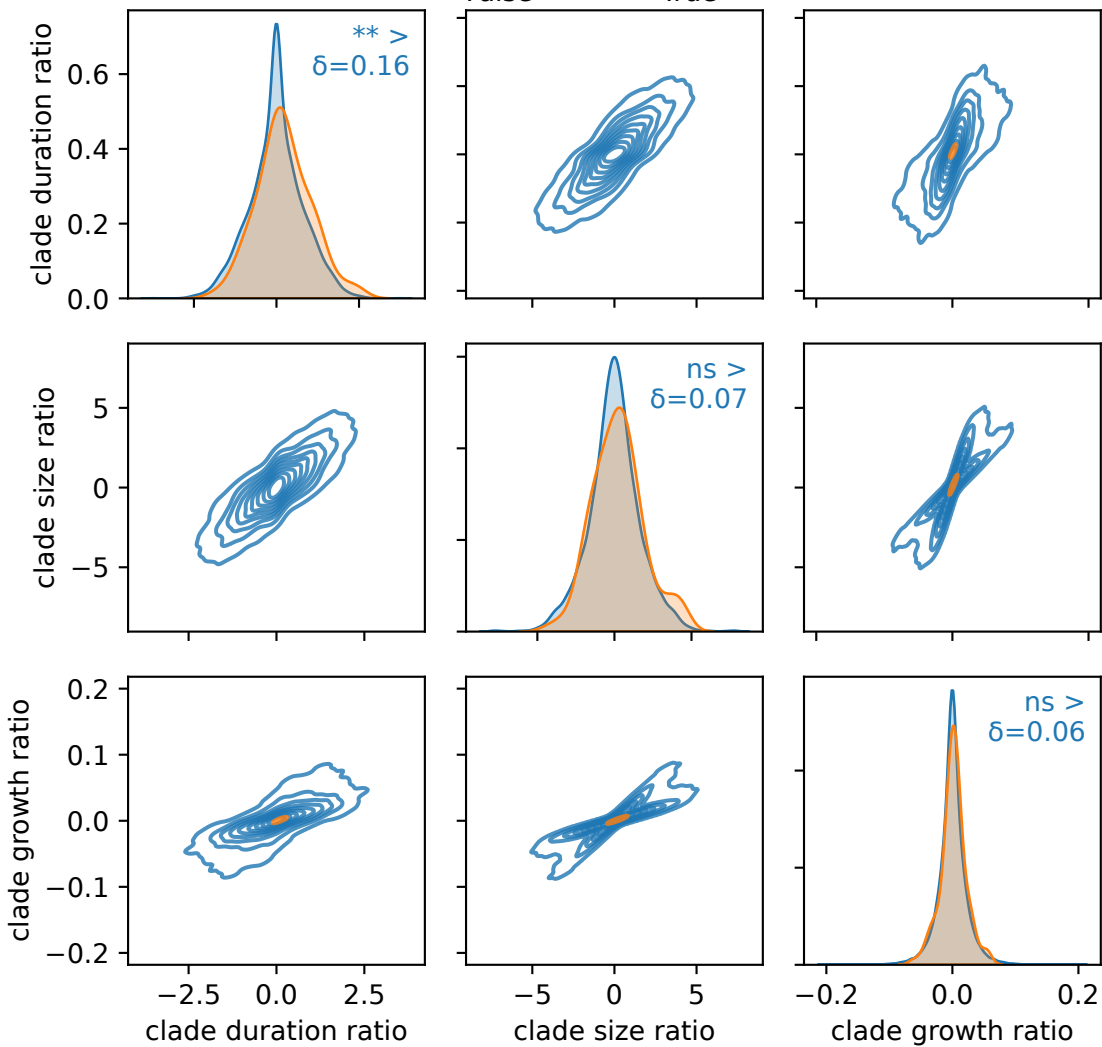 True
clade duration ratio
0.6
0.4
0.2
0.0
** >
δ=0.16
clade size ratio
5
0
−5
ns >
δ=0.07
clade growth ratio
0.2
0.1
0.0
−0.1
−0.2
ns >
δ=0.06
−2.5
0.0
2.5
−5
0
5
−0.2
0.0
0.2
clade duration ratio
clade size ratio
clade growth ratio